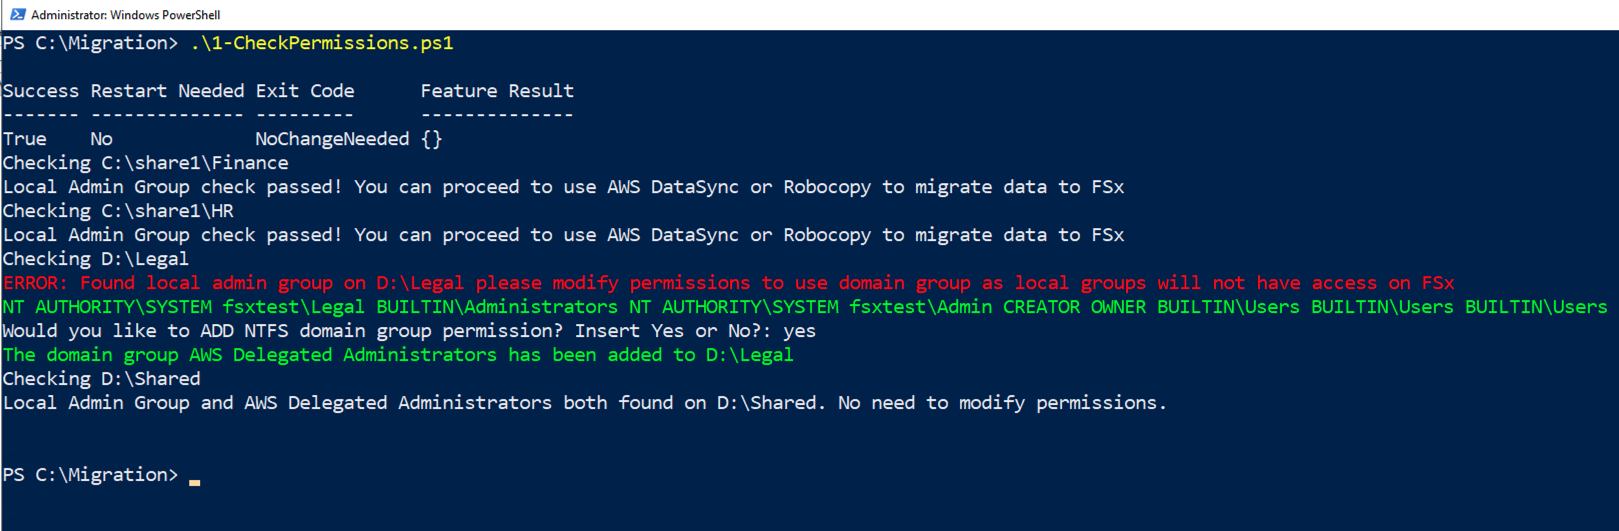 Administrator: Windows PowerShell
PS C:\Migration> .\1-CheckPermissions.ps1
Success Restart Needed Exit Code      Feature Result
------- -------------- ---------      --------------
True    No             NoChangeNeeded {}
Checking C:\share1\Finance
Local Admin Group check passed! You can proceed to use AWS DataSync or Robocopy to migrate data to FSx
Checking C:\share1\HR
Local Admin Group check passed! You can proceed to use AWS DataSync or Robocopy to migrate data to FSx
Checking D:\Legal
ERROR: Found local admin group on D:\Legal please modify permissions to use domain group as local groups will not have access on FSx
NT AUTHORITY\SYSTEM fsxtest\Legal BUILTIN\Administrators NT AUTHORITY\SYSTEM fsxtest\Admin CREATOR OWNER BUILTIN\Users BUILTIN\Users BUILTIN\Users
Would you like to ADD NTFS domain group permission? Insert Yes or No?: yes
The domain group AWS Delegated Administrators has been added to D:\Legal
Checking D:\Shared
Local Admin Group and AWS Delegated Administrators both found on D:\Shared. No need to modify permissions.
PS C:\Migration>